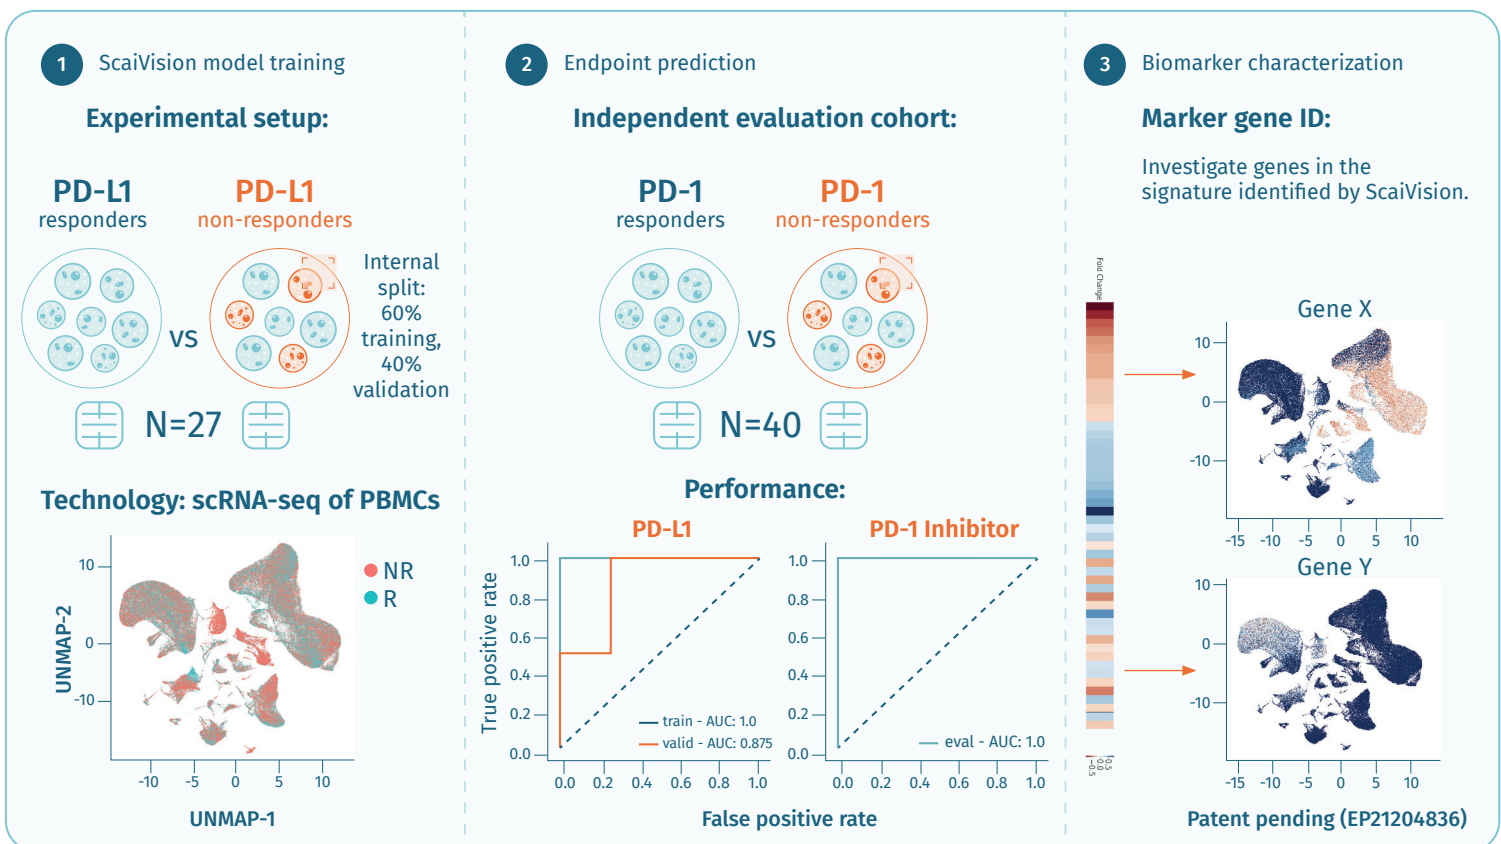 1 ScaiVision model training
Experimental setup:
PD-L1
responders
PD-L1
non-responders
vs
Internal
split:
60%
training,
40%
validation
N=27
Technology: scRNA-seq of PBMCs
NR
R
10
0
-10
UNMAP-2
-10 -5 0 5 10
UNMAP-1
2 Endpoint prediction
Independent evaluation cohort:
PD-1
responders
PD-1
non-responders
vs
N=40
Performance:
PD-L1
1.0
0.8
0.6
0.4
0.2
0.0
True positive rate
train - AUC: 1.0
valid - AUC: 0.875
0.0 0.2 0.4 0.6 0.8 1.0
PD-1 Inhibitor
1.0
0.8
0.6
0.4
0.2
0.0
eval - AUC: 1.0
0.0 0.2 0.4 0.6 0.8 1.0
False positive rate
3 Biomarker characterization
Marker gene ID:
Investigate genes in the
signature identified by ScaiVision.
Fold Change
0.5
0.0
−0.5
Gene X
10
0
-10
-15 -10 -5 0 5 10
Gene Y
10
0
-10
-15 -10 -5 0 5 10
Patent pending (EP21204836)